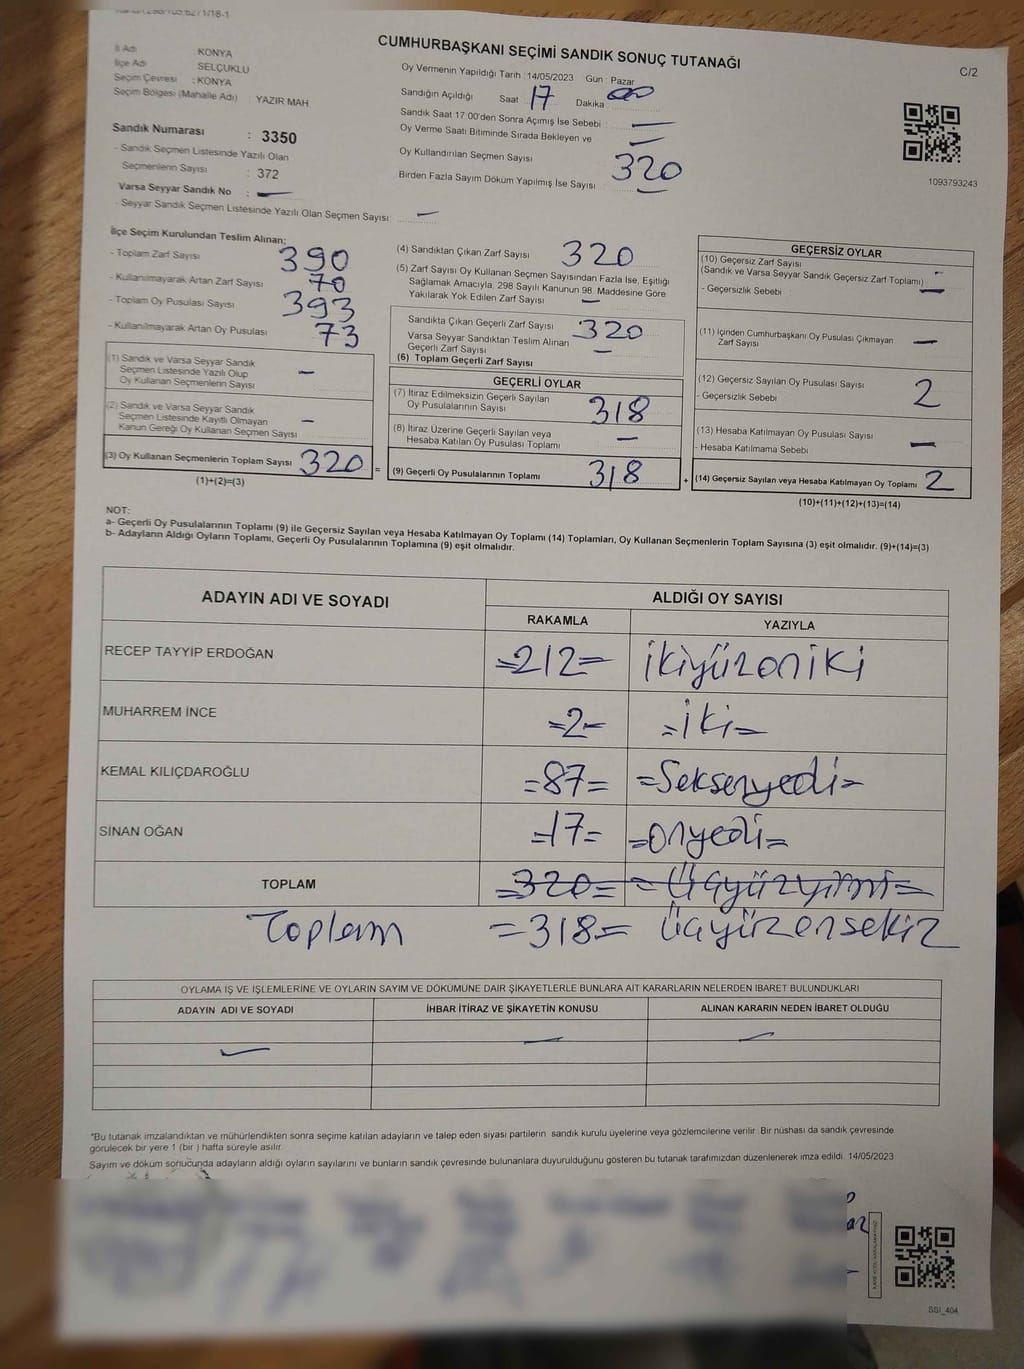 CUMHURBAŞKANI SEÇİMİ SANDIK SONUÇ TUTANAĞI
C/2
İl Adı KONYA
İlçe Adı SELÇUKLU
Seçim Çevresi : KONYA
Seçim Bölgesi (Mahalle Adı) : YAZIR MAH
Sandık Numarası : 3350
- Sandık Seçmen Listesinde Yazılı Olan
Seçmenlerin Sayısı : 372
Varsa Seyyar Sandık No : —
- Seyyar Sandık Seçmen Listesinde Yazılı Olan Seçmen Sayısı: —
Oy Vermenin Yapıldığı Tarih : 14/05/2023 Gün : Pazar
Sandığın Açıldığı Saat 17 Dakika 00
Sandık Saat 17 00'den Sonra Açımış İse Sebebi : —
Oy Verme Saati Bitiminde Sırada Bekleyen ve —
Oy Kullandırılan Seçmen Sayısı 320
Birden Fazla Sayım Döküm Yapılmış İse Sayısı : —
1093793243
İlçe Seçim Kurulundan Teslim Alınan;
- Toplam Zarf Sayısı 390
- Kullanılmayarak Artan Zarf Sayısı 70
- Toplam Oy Pusulası Sayısı 393
- Kullanılmayarak Artan Oy Pusulası 73
(1) Sandık ve Varsa Seyyar Sandık
Seçmen Listesinde Yazılı Olup —
Oy Kullanan Seçmenlerin Sayısı
(2) Sandık ve Varsa Seyyar Sandık
Seçmen Listesinde Kayıtlı Olmayan —
Kanun Gereği Oy Kullanan Seçmen Sayısı
(3) Oy Kullanan Seçmenlerin Toplam Sayısı 320 =
(1)+(2)=(3)
(4) Sandıktan Çıkan Zarf Sayısı 320
(5) Zarf Sayısı Oy Kullanan Seçmen Sayısından Fazla İse, Eşitliği
Sağlamak Amacıyla, 298 Sayılı Kanunun 98. Maddesine Göre
Yakılarak Yok Edilen Zarf Sayısı —
Sandıkta Çıkan Geçerli Zarf Sayısı 320
Varsa Seyyar Sandıktan Teslim Alınan
Geçerli Zarf Sayısı —
(6) Toplam Geçerli Zarf Sayısı
GEÇERLİ OYLAR
(7) İtiraz Edilmeksizin Geçerli Sayılan
Oy Pusulalarının Sayısı 318
(8) İtiraz Üzerine Geçerli Sayılan veya
Hesaba Katılan Oy Pusulası Toplamı —
(9) Geçerli Oy Pusulalarının Toplamı 318 +
GEÇERSİZ OYLAR
(10) Geçersiz Zarf Sayısı
(Sandık ve Varsa Seyyar Sandık Geçersiz Zarf Toplamı) -
- Geçersizlik Sebebi —
(11) İçinden Cumhurbaşkanı Oy Pusulası Çıkmayan
Zarf Sayısı —
(12) Geçersiz Sayılan Oy Pusulası Sayısı 2
- Geçersizlik Sebebi
(13) Hesaba Katılmayan Oy Pusulası Sayısı —
- Hesaba Katılmama Sebebi
(14) Geçersiz Sayılan veya Hesaba Katılmayan Oy Toplamı 2
(10)+(11)+(12)+(13)=(14)
NOT:
a- Geçerli Oy Pusulalarının Toplamı (9) ile Geçersiz Sayılan veya Hesaba Katılmayan Oy Toplamı (14) Toplamları, Oy Kullanan Seçmenlerin Toplam Sayısına (3) eşit olmalıdır. (9)+(14)=(3)
b- Adayların Aldığı Oyların Toplamı, Geçerli Oy Pusulalarının Toplamına (9) eşit olmalıdır.
ADAYIN ADI VE SOYADI ALDIĞI OY SAYISI
RAKAMLA YAZIYLA
RECEP TAYYİP ERDOĞAN =212= ikiyüzoniki
MUHARREM İNCE =2= =iki=
KEMAL KILIÇDAROĞLU =87= =Seksenyedi=
SİNAN OĞAN =17= =onyedi=
TOPLAM =320= =Üçyüzyirmi=
Toplam =318= üçyüzonsekiz
OYLAMA İŞ VE İŞLEMLERİNE VE OYLARIN SAYIM VE DÖKÜMÜNE DAİR ŞİKAYETLERLE BUNLARA AİT KARARLARIN NELERDEN İBARET BULUNDUKLARI
ADAYIN ADI VE SOYADI İHBAR İTİRAZ VE ŞİKAYETİN KONUSU ALINAN KARARIN NEDEN İBARET OLDUĞU
— — —
*Bu tutanak imzalandıktan ve mühürlendikten sonra seçime katılan adayların ve talep eden siyasi partilerin sandık kurulu üyelerine veya gözlemcilerine verilir. Bir nüshası da sandık çevresinde
görülecek bir yere 1 (bir ) hafta süreyle asılır.
Sayım ve döküm sonucunda adayların aldığı oyların sayılarını ve bunların sandık çevresinde bulunanlara duyurulduğunu gösteren bu tutanak tarafımızdan düzenlenerek imza edildi. 14/05/2023
SSI_404